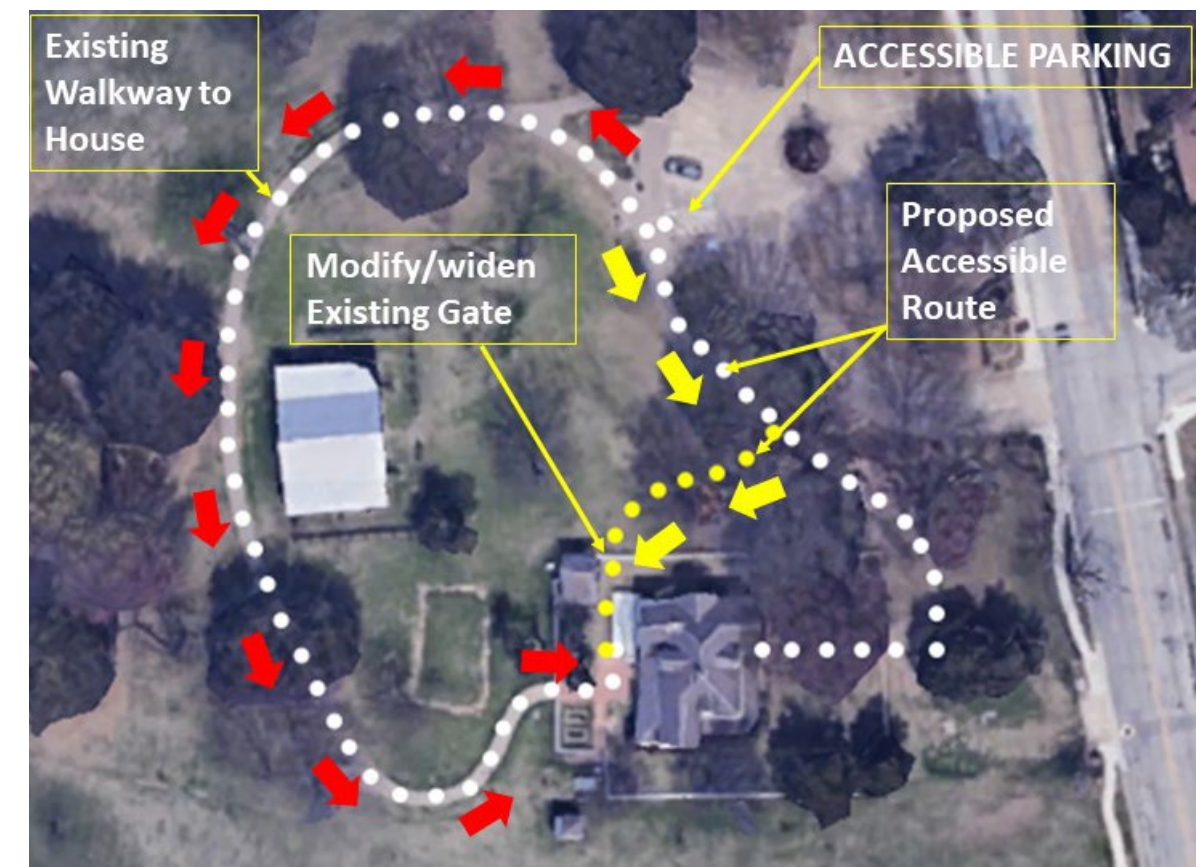 Existing
Walkway to
House
ACCESSIBLE PARKING
Proposed
Accessible
Route
Modify/widen
Existing Gate